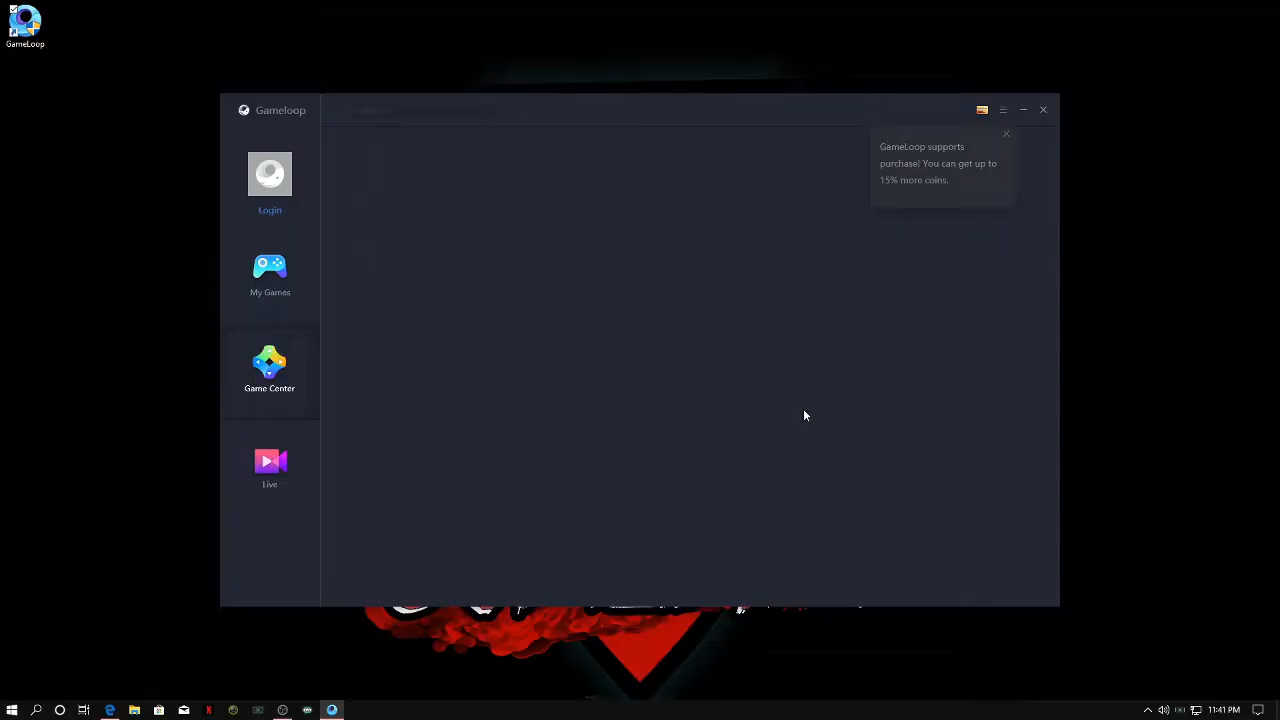 GameLoop
Gameloop
GameLoop supports
purchase! You can get up to
15% more coins.
Login
My Games
Game Center
Live
11:41 PM